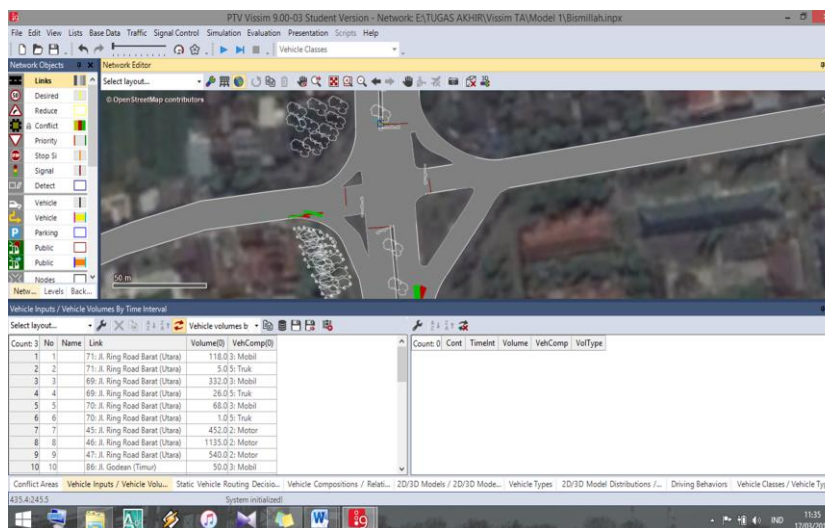 PTV Vissim 9.00-03 Student Version - Network: E:\TUGAS AKHIR\Vissim TA\Model 1\Bismillah.inpx
File Edit View Lists Base Data Traffic Signal Control Simulation Evaluation Presentation Scripts Help
Vehicle Classes
Network Objects
Network Editor
Links
Select layout...
Desired
Reduce
Conflict
Priority
Stop Si
Signal
Detect
Vehicle
Vehicle
Parking
Public
Public
Nodes
Netw... Levels Back...
© OpenStreetMap contributors
50 m
Vehicle Inputs / Vehicle Volumes By Time Interval
Select layout... Vehicle volumes b
Count: 3 No Name Link Volume(0) VehComp(0)
1 1 71: Jl. Ring Road Barat (Utara) 118.0 3: Mobil
2 2 71: Jl. Ring Road Barat (Utara) 5.0 5: Truk
3 3 69: Jl. Ring Road Barat (Utara) 332.0 3: Mobil
4 4 69: Jl. Ring Road Barat (Utara) 26.0 5: Truk
5 5 70: Jl. Ring Road Barat (Utara) 68.0 3: Mobil
6 6 70: Jl. Ring Road Barat (Utara) 1.0 5: Truk
7 7 45: Jl. Ring Road Barat (Utara) 452.0 2: Motor
8 8 46: Jl. Ring Road Barat (Utara) 1135.0 2: Motor
9 9 47: Jl. Ring Road Barat (Utara) 540.0 2: Motor
10 10 86: Jl. Godean (Timur) 50.0 3: Mobil
Count: 0 Cont TimeInt Volume VehComp VolType
Conflict Areas Vehicle Inputs / Vehicle Volu... Static Vehicle Routing Decisio... Vehicle Compositions / Relati... 2D/3D Models / 2D/3D Mode... Vehicle Types 2D/3D Model Distributions /... Driving Behaviors Vehicle Classes / Vehicle Typ
435.4:245.5 System initialized!
IND 11:35